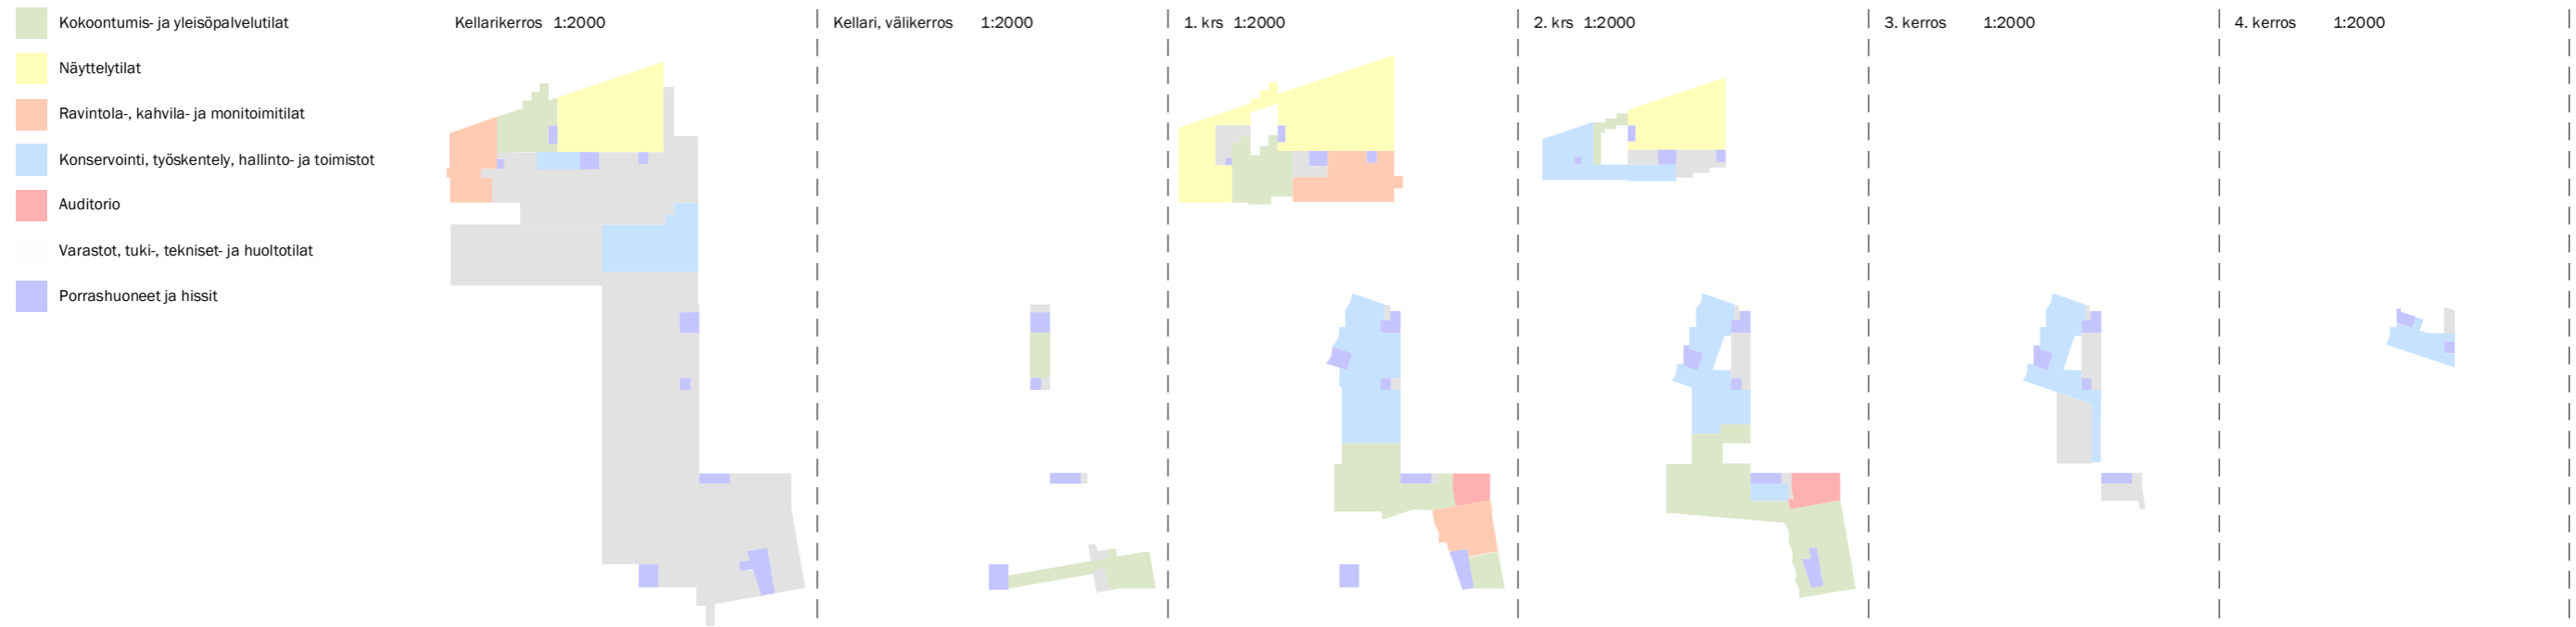 Kokoontumis- ja yleisöpalvelutilat
Näyttelytilat
Ravintola-, kahvila- ja monitoimitilat
Konservointi, työskentely, hallinto- ja toimistot
Auditorio
Varastot, tuki-, tekniset- ja huoltotilat
Porrashuoneet ja hissit
Kellarikerros 1:2000
Kellari, välikerros 1:2000
1. krs 1:2000
2. krs 1:2000
3. kerros 1:2000
4. kerros 1:2000